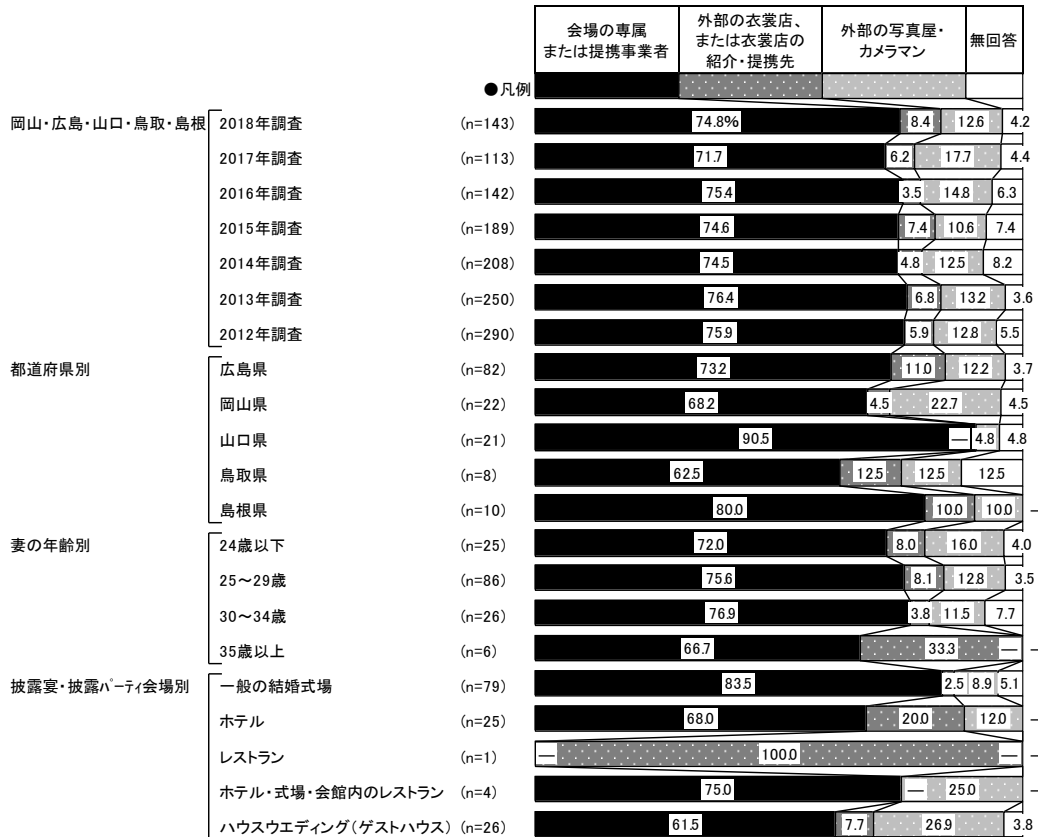 会場の専属
または提携事業者
外部の衣裳店、
または衣裳店の
紹介・提携先
外部の写真屋・
カメラマン
無回答
●凡例
岡山・広島・山口・鳥取・島根 2018年調査 (n=143) 74.8% 8.4 12.6 4.2
2017年調査 (n=113) 71.7 6.2 17.7 4.4
2016年調査 (n=142) 75.4 3.5 14.8 6.3
2015年調査 (n=189) 74.6 7.4 10.6 7.4
2014年調査 (n=208) 74.5 4.8 12.5 8.2
2013年調査 (n=250) 76.4 6.8 13.2 3.6
2012年調査 (n=290) 75.9 5.9 12.8 5.5
都道府県別 広島県 (n=82) 73.2 11.0 12.2 3.7
岡山県 (n=22) 68.2 4.5 22.7 4.5
山口県 (n=21) 90.5 — 4.8 4.8
鳥取県 (n=8) 62.5 12.5 12.5 12.5
島根県 (n=10) 80.0 10.0 10.0 —
妻の年齢別 24歳以下 (n=25) 72.0 8.0 16.0 4.0
25～29歳 (n=86) 75.6 8.1 12.8 3.5
30～34歳 (n=26) 76.9 3.8 11.5 7.7
35歳以上 (n=6) 66.7 33.3 — —
披露宴・披露パーティ会場別 一般の結婚式場 (n=79) 83.5 2.5 8.9 5.1
ホテル (n=25) 68.0 20.0 12.0 —
レストラン (n=1) — 100.0 — —
ホテル・式場・会館内のレストラン (n=4) 75.0 — 25.0 —
ハウスウエディング(ゲストハウス) (n=26) 61.5 7.7 26.9 3.8